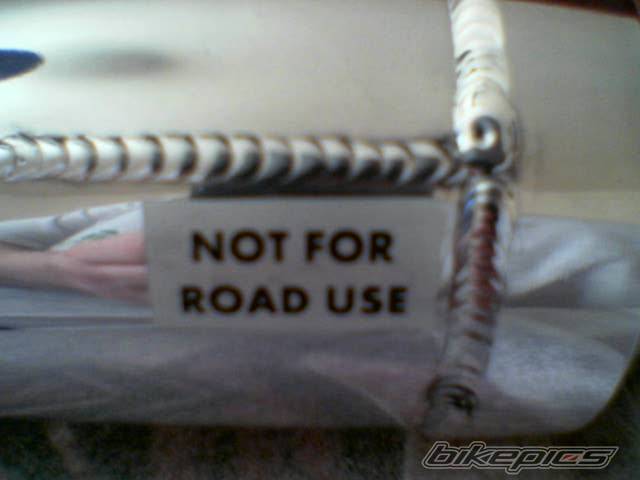 NOT FOR
ROAD USE
bikepics